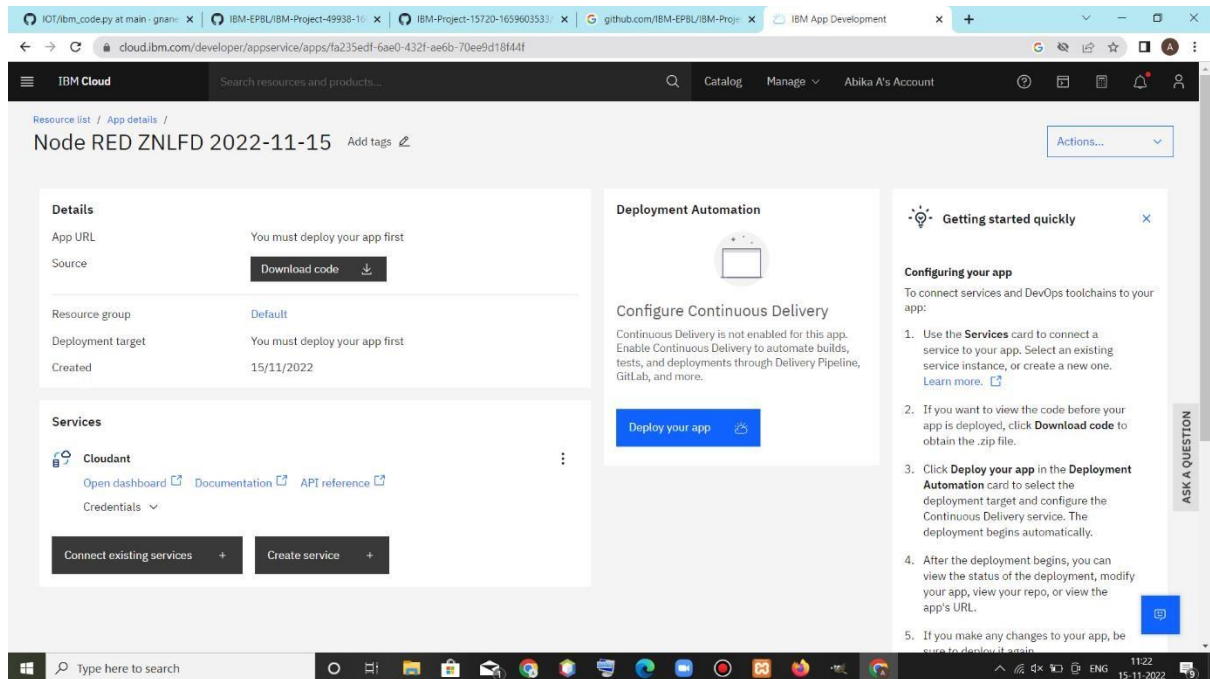 IOT/ibm_code.py at main · gnane
IBM-EPBL/IBM-Project-49938-16
IBM-Project-15720-1659603533/
github.com/IBM-EPBL/IBM-Proje
IBM App Development
cloud.ibm.com/developer/appservice/apps/fa235edf-6ae0-432f-ae6b-70ee9d18f44f
A
IBM Cloud
Search resources and products...
Catalog
Manage
Abika A's Account
Resource list / App details /
Node RED ZNLFD 2022-11-15
Add tags
Actions...
Details
App URL
You must deploy your app first
Source
Download code
Resource group
Default
Deployment target
You must deploy your app first
Created
15/11/2022
Services
Cloudant
Open dashboard
Documentation
API reference
Credentials
Connect existing services +
Create service +
Deployment Automation
Configure Continuous Delivery
Continuous Delivery is not enabled for this app.
Enable Continuous Delivery to automate builds,
tests, and deployments through Delivery Pipeline,
GitLab, and more.
Deploy your app
Getting started quickly
Configuring your app
To connect services and DevOps toolchains to your
app:
1. Use the Services card to connect a
service to your app. Select an existing
service instance, or create a new one.
Learn more.
2. If you want to view the code before your
app is deployed, click Download code to
obtain the .zip file.
3. Click Deploy your app in the Deployment
Automation card to select the
deployment target and configure the
Continuous Delivery service. The
deployment begins automatically.
4. After the deployment begins, you can
view the status of the deployment, modify
your app, view your repo, or view the
app's URL.
5. If you make any changes to your app, be
sure to deploy it again.
ASK A QUESTION
Type here to search
ENG
11:22
15-11-2022
9